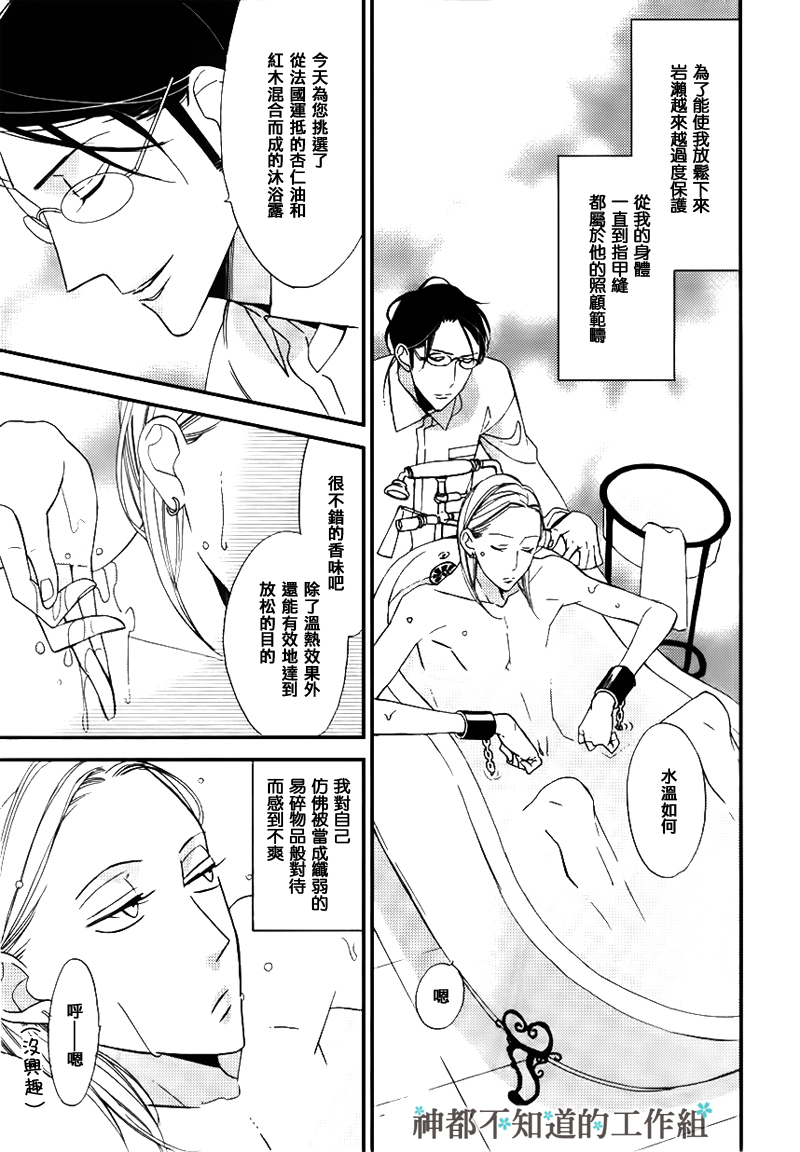 為了能使我放鬆下來
岩瀨越來越過度保護
從我的身體
一直到指甲縫
都屬於他的照顧範疇
水溫如何
嗯
今天為您挑選了
從法國運抵的杏仁油和
紅木混合而成的沐浴露
很不錯的香味吧
除了溫熱效果外
還能有效地達到
放松的目的
我對自己
仿佛被當成纖弱的
易碎物品般對待
而感到不爽
呼──嗯
（沒興趣）
神都不知道的工作組